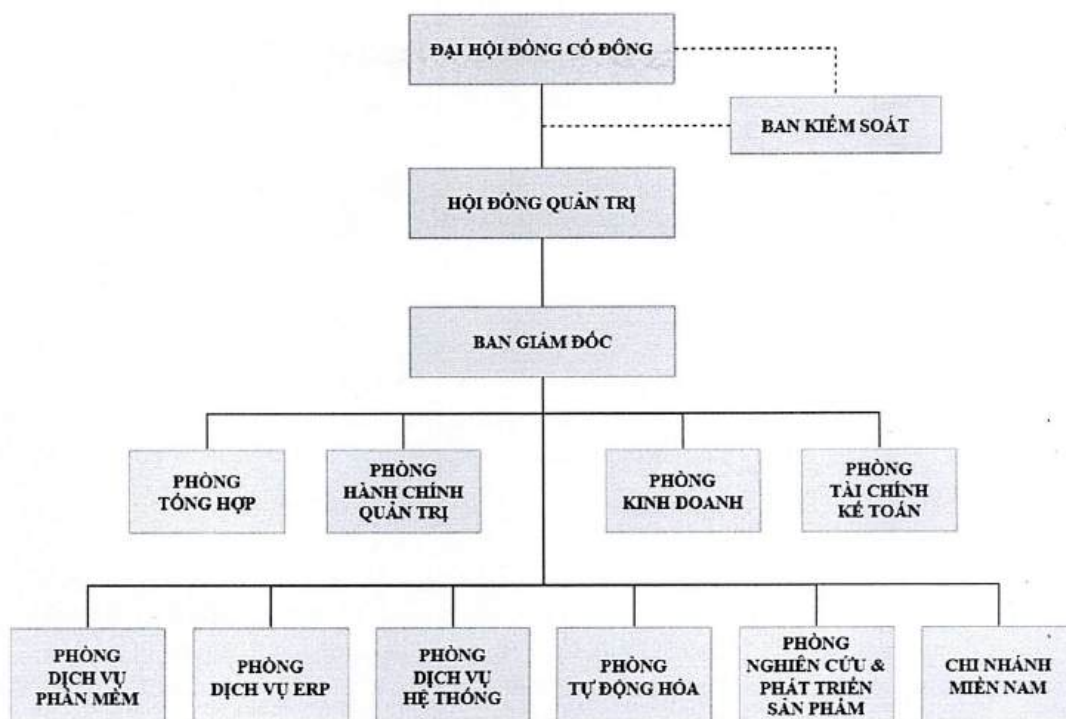 ĐẠI HỘI ĐỒNG CỔ ĐÔNG
BAN KIỂM SOÁT
HỘI ĐỒNG QUẢN TRỊ
BAN GIÁM ĐỐC
PHÒNG
TỔNG HỢP
PHÒNG
HÀNH CHÍNH
QUẢN TRỊ
PHÒNG
KINH DOANH
PHÒNG
TÀI CHÍNH
KẾ TOÁN
PHÒNG
DỊCH VỤ
PHẦN MỀM
PHÒNG
DỊCH VỤ ERP
PHÒNG
DỊCH VỤ
HỆ THỐNG
PHÒNG
TỰ ĐỘNG HÓA
PHÒNG
NGHIÊN CỨU &
PHÁT TRIỂN
SẢN PHẨM
CHI NHÁNH
MIỀN NAM